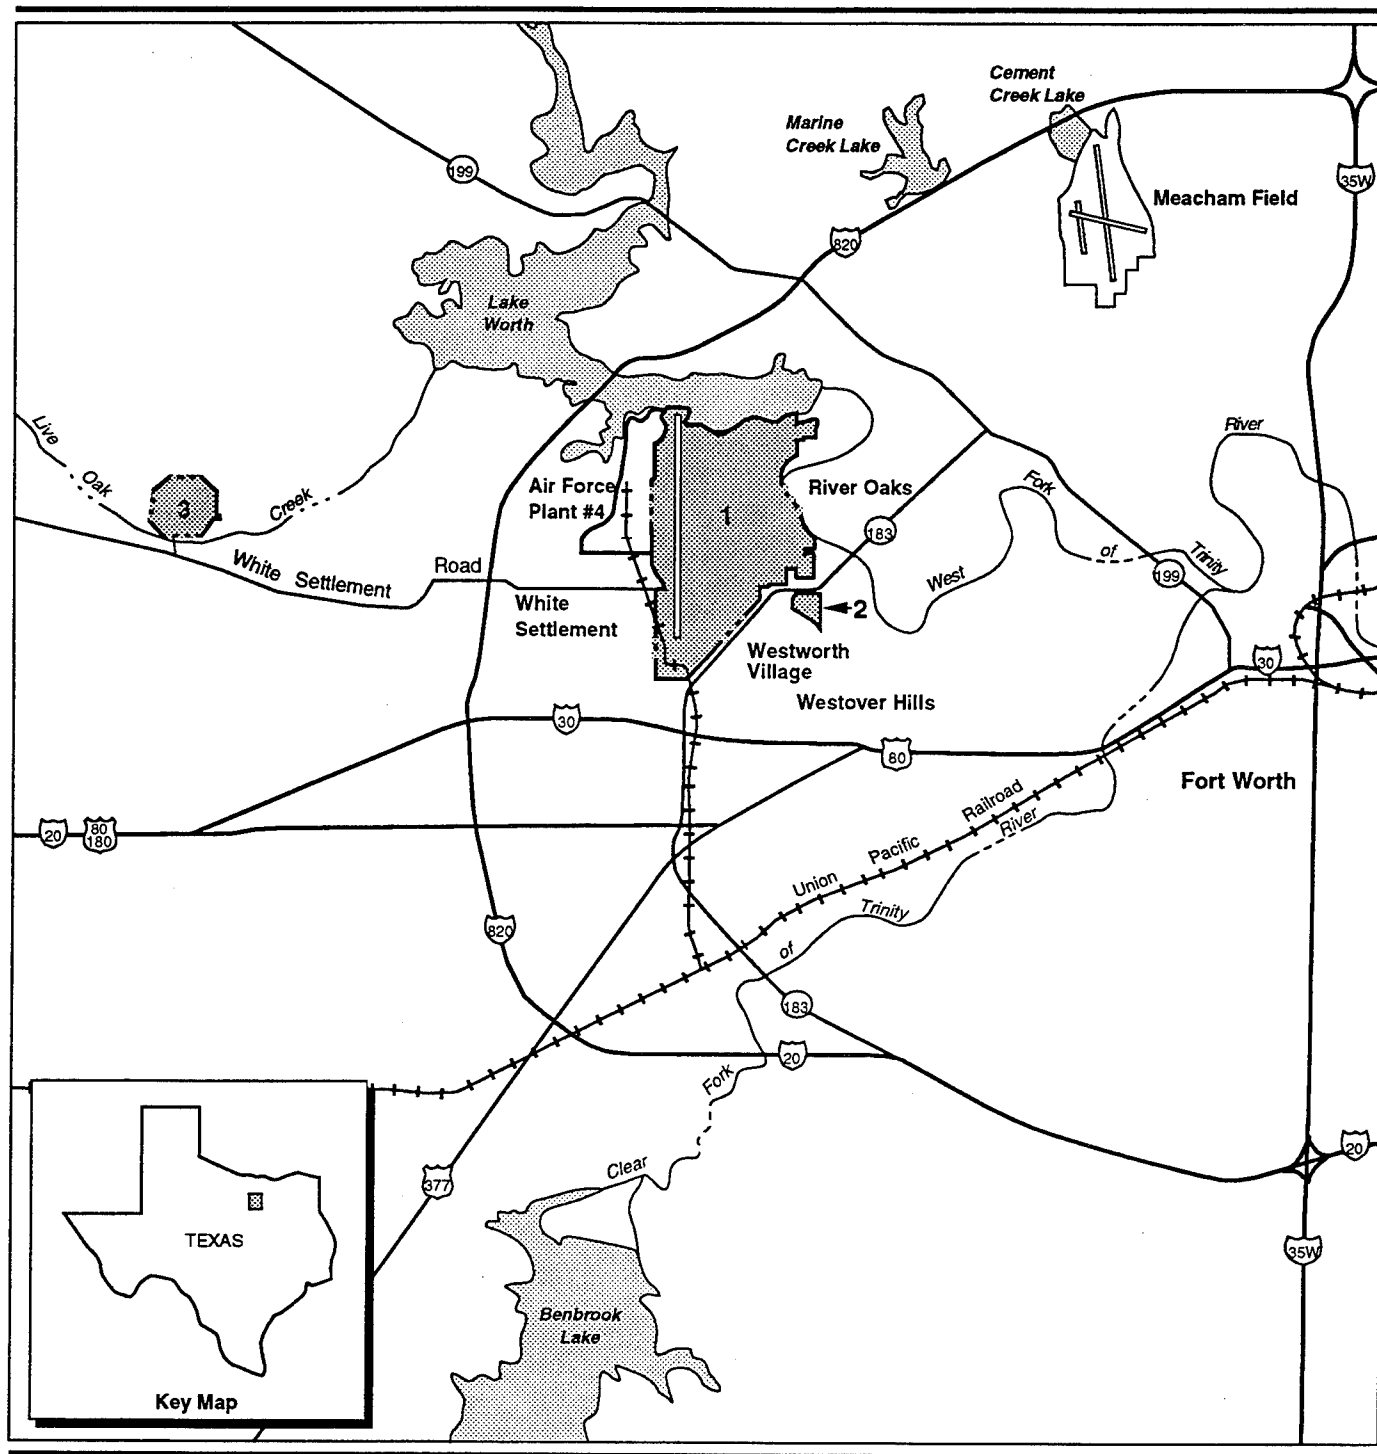 Cement
Creek Lake
Marine
Creek Lake
199
35W
Meacham Field
820
Lake
Worth
Live
Oak
Creek
3
River
Air Force
Plant #4
1
River Oaks
183
Fork
of
Trinity
West
199
White Settlement
Road
White
Settlement
2
Westworth
Village
30
Westover Hills
30
80
Fort Worth
20
80
180
Union
Pacific
Railroad
River
Trinity
of
820
183
20
Fork
Clear
20
377
TEXAS
35W
Benbrook
Lake
Key Map